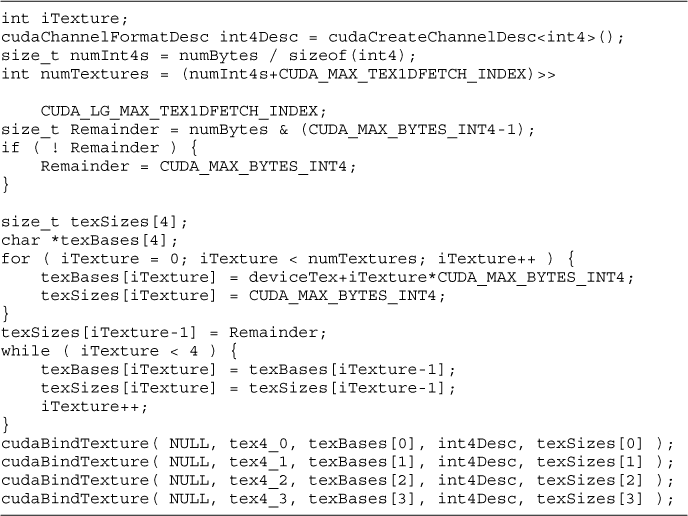 int iTexture;
cudaChannelFormatDesc int4Desc = cudaCreateChannelDesc<int4>();
size_t numInt4s = numBytes / sizeof(int4);
int numTextures = (numInt4s+CUDA_MAX_TEX1DFETCH_INDEX)>>
    CUDA_LG_MAX_TEX1DFETCH_INDEX;
size_t Remainder = numBytes & (CUDA_MAX_BYTES_INT4-1);
if ( ! Remainder ) {
    Remainder = CUDA_MAX_BYTES_INT4;
}
size_t texSizes[4];
char *texBases[4];
for ( iTexture = 0; iTexture < numTextures; iTexture++ ) {
    texBases[iTexture] = deviceTex+iTexture*CUDA_MAX_BYTES_INT4;
    texSizes[iTexture] = CUDA_MAX_BYTES_INT4;
}
texSizes[iTexture-1] = Remainder;
while ( iTexture < 4 ) {
    texBases[iTexture] = texBases[iTexture-1];
    texSizes[iTexture] = texSizes[iTexture-1];
    iTexture++;
}
cudaBindTexture( NULL, tex4_0, texBases[0], int4Desc, texSizes[0] );
cudaBindTexture( NULL, tex4_1, texBases[1], int4Desc, texSizes[1] );
cudaBindTexture( NULL, tex4_2, texBases[2], int4Desc, texSizes[2] );
cudaBindTexture( NULL, tex4_3, texBases[3], int4Desc, texSizes[3] );